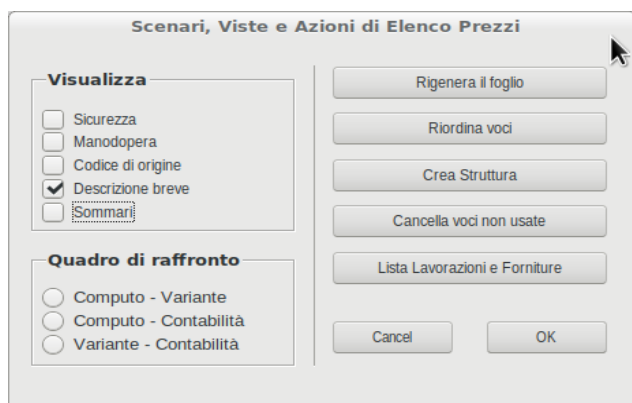 Scenari, Viste e Azioni di Elenco Prezzi
Visualizza
Sicurezza
Manodopera
Codice di origine
Descrizione breve
Sommari
Quadro di raffronto
Computo - Variante
Computo - Contabilità
Variante - Contabilità
Rigenera il foglio
Riordina voci
Crea Struttura
Cancella voci non usate
Lista Lavorazioni e Forniture
Cancel
OK